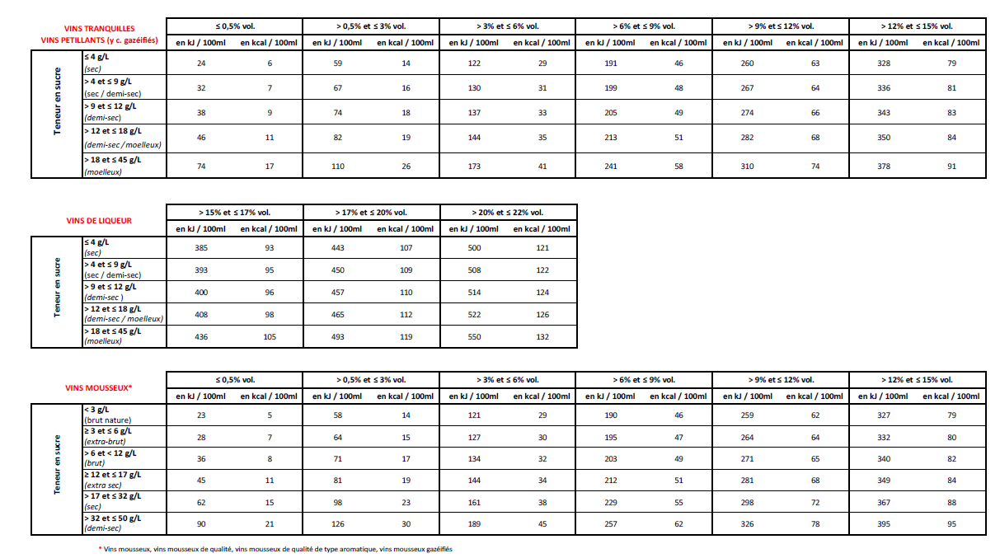 VINS TRANQUILLES
VINS PETILLANTS (y c. gazéifiés)
≤ 0,5% vol. > 0,5% et ≤ 3% vol. > 3% et ≤ 6% vol. > 6% et ≤ 9% vol. > 9% et ≤ 12% vol. > 12% et ≤ 15% vol.
en kJ / 100ml en kcal / 100ml en kJ / 100ml en kcal / 100ml en kJ / 100ml en kcal / 100ml en kJ / 100ml en kcal / 100ml en kJ / 100ml en kcal / 100ml en kJ / 100ml en kcal / 100ml
Teneur en sucre
≤ 4 g/L
(sec)
24 6 59 14 122 29 191 46 260 63 328 79
> 4 et ≤ 9 g/L
(sec / demi-sec)
32 7 67 16 130 31 199 48 267 64 336 81
> 9 et ≤ 12 g/L
(demi-sec)
38 9 74 18 137 33 205 49 274 66 343 83
> 12 et ≤ 18 g/L
(demi-sec /moelleux)
46 11 82 19 144 35 213 51 282 68 350 84
> 18 et ≤ 45 g/L
(moelleux)
74 17 110 26 173 41 241 58 310 74 378 91
VINS DE LIQUEUR
> 15% et ≤ 17% vol. > 17% et ≤ 20% vol. > 20% et ≤ 22% vol.
en kJ / 100ml en kcal / 100ml en kJ / 100ml en kcal / 100ml en kJ / 100ml en kcal / 100ml
Teneur en sucre
≤ 4 g/L
(sec)
385 93 443 107 500 121
> 4 et ≤ 9 g/L
(sec / demi-sec)
393 95 450 109 508 122
> 9 et ≤ 12 g/L
(demi-sec )
400 96 457 110 514 124
> 12 et ≤ 18 g/L
(demi-sec / moelleux)
408 98 465 112 522 126
> 18 et ≤ 45 g/L
(moelleux)
436 105 493 119 550 132
VINS MOUSSEUX*
≤ 0,5% vol. > 0,5% et ≤ 3% vol. > 3% et ≤ 6% vol. > 6% et ≤ 9% vol. > 9% et ≤ 12% vol. > 12% et ≤ 15% vol.
en kJ / 100ml en kcal / 100ml en kJ / 100ml en kcal / 100ml en kJ / 100ml en kcal / 100ml en kJ / 100ml en kcal / 100ml en kJ / 100ml en kcal / 100ml en kJ / 100ml en kcal / 100ml
Teneur en sucre
< 3 g/L
(brut nature)
23 5 58 14 121 29 190 46 259 62 327 79
≥ 3 et ≤ 6 g/L
(extra-brut)
28 7 64 15 127 30 195 47 264 64 332 80
> 6 et < 12 g/L
(brut)
36 8 71 17 134 32 203 49 271 65 340 82
≥ 12 et ≤ 17 g/L
(extra sec)
45 11 81 19 144 34 212 51 281 68 349 84
> 17 et ≤ 32 g/L
(sec)
62 15 98 23 161 38 229 55 298 72 367 88
> 32 et ≤ 50 g/L
(demi-sec)
90 21 126 30 189 45 257 62 326 78 395 95
* Vins mousseux, vins mousseux de qualité, vins mousseux de qualité de type aromatique, vins mousseux gazéifiés